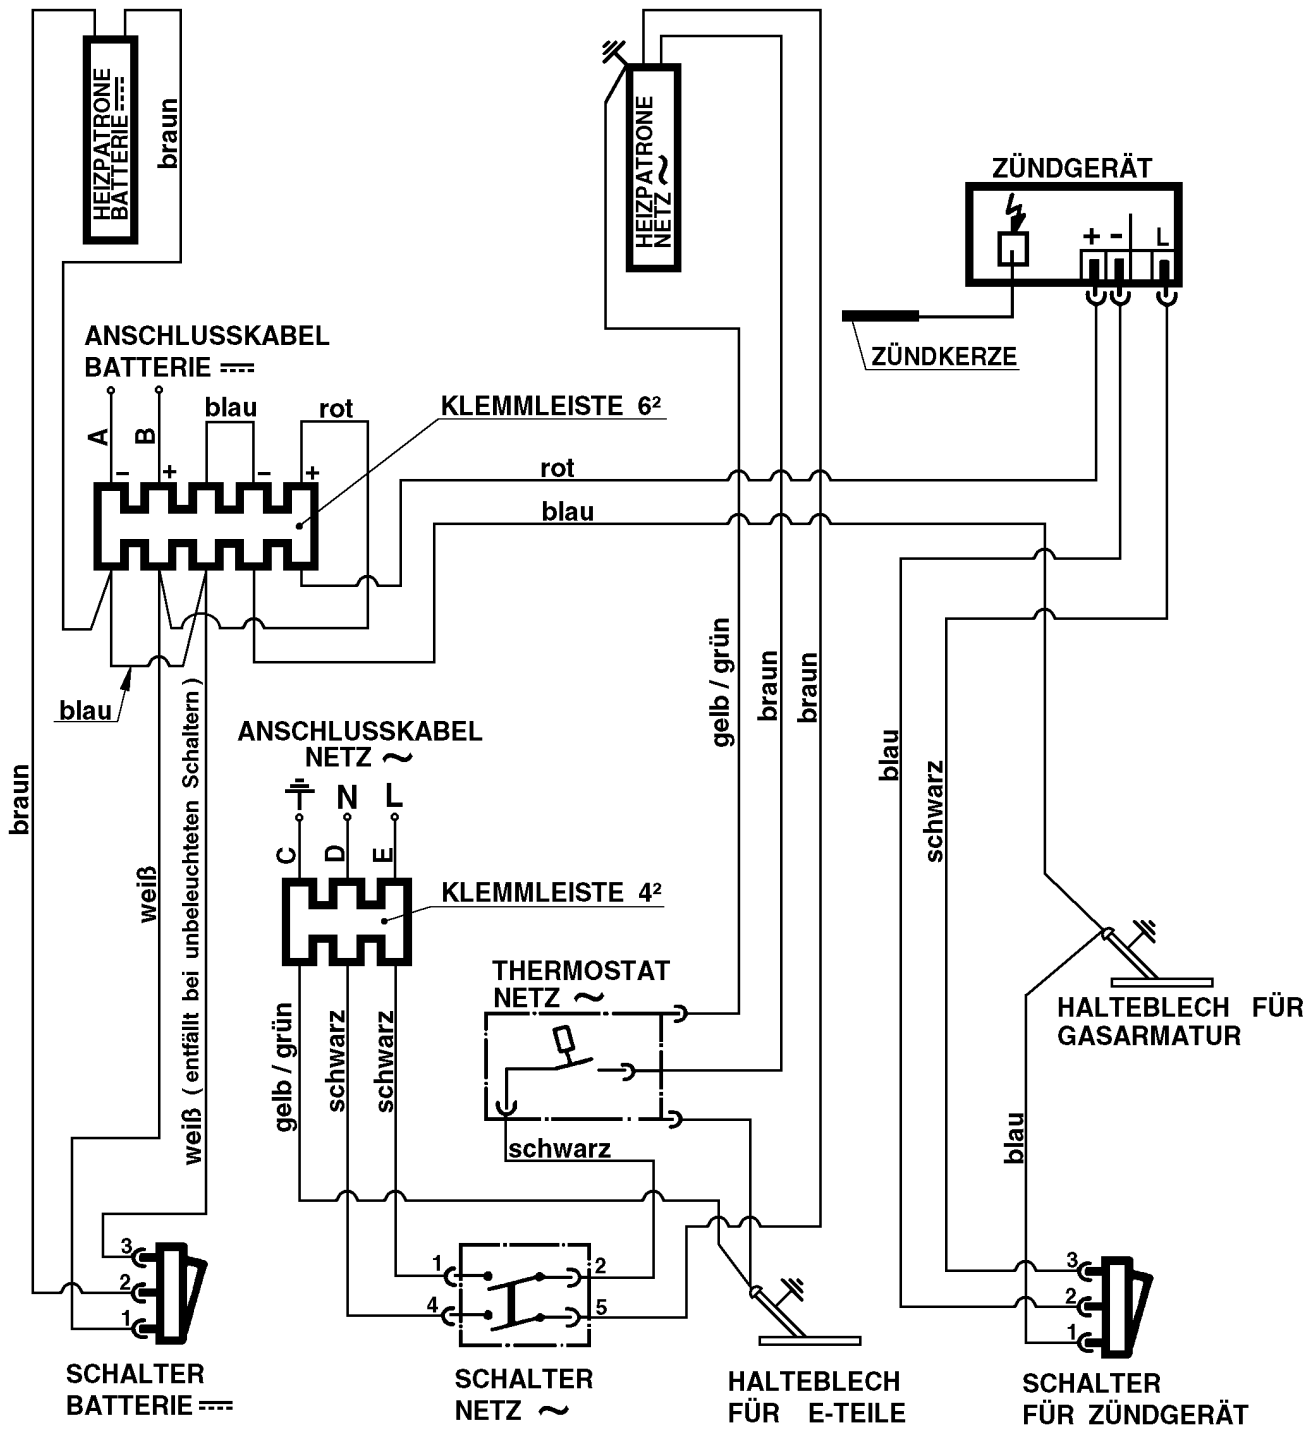 HEIZPATRONE
BATTERIE
braun
HEIZPATRONE
NETZ ~
ZÜNDGERÄT
+ - L
ZÜNDKERZE
ANSCHLUSSKABEL
BATTERIE
A
B
blau
rot
KLEMMLEISTE 6²
- + - +
rot
blau
blau
gelb / grün
braun
braun
braun
weiß
weiß ( entfällt bei unbeleuchteten Schaltern )
ANSCHLUSSKABEL
NETZ ~
N L
C
D
E
KLEMMLEISTE 4²
blau
schwarz
THERMOSTAT
NETZ ~
gelb / grün
schwarz
schwarz
schwarz
HALTEBLECH FÜR
GASARMATUR
blau
3
2
1
SCHALTER
BATTERIE
1
4
2
5
SCHALTER
NETZ ~
HALTEBLECH
FÜR E-TEILE
3
2
1
SCHALTER
FÜR ZÜNDGERÄT